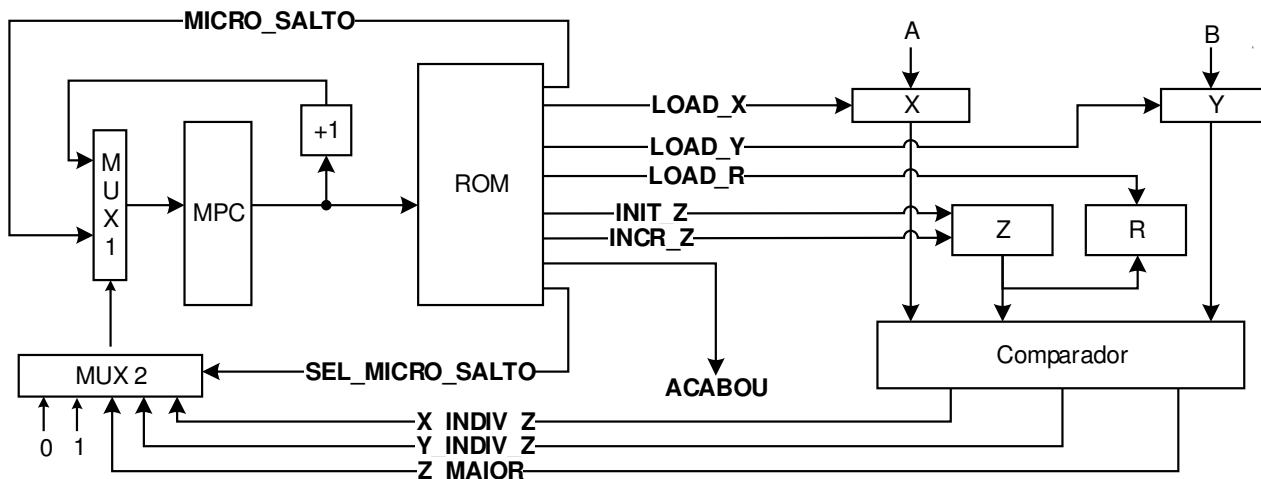 MICRO_SALTO
A
B
+1
MUX1
MPC
ROM
LOAD_X
X
Y
LOAD_Y
LOAD_R
INIT_Z
INCR_Z
Z
R
Comparador
MUX 2
SEL_MICRO_SALTO
ACABOU
0
1
X_INDIV_Z
Y_INDIV_Z
Z_MAIOR